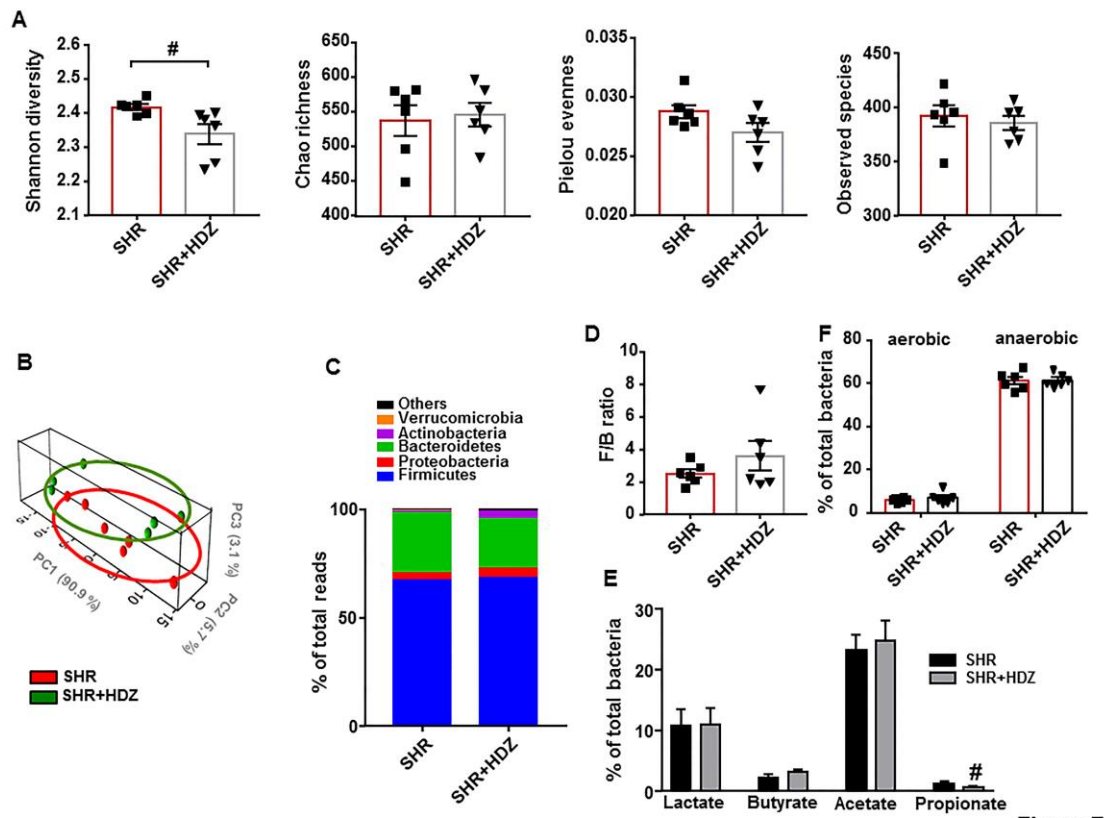 A
Shannon diversity
2.6
2.5
2.4
2.3
2.2
2.1
#
SHR
SHR+HDZ
Chao richness
650
600
550
500
450
400
SHR
SHR+HDZ
Pielou evennes
0.035
0.030
0.025
0.020
SHR
SHR+HDZ
Observed species
450
400
350
300
SHR
SHR+HDZ
B
PC1 (90.9 %)
PC2 (5.7 %)
PC3 (3.1 %)
10
15
0
SHR
SHR+HDZ
C
Others
Verrucomicrobia
Actinobacteria
Bacteroidetes
Proteobacteria
Firmicutes
% of total reads
100
50
0
SHR
SHR+HDZ
D
F/B ratio
10
8
6
4
2
0
SHR
SHR+HDZ
F
% of total bacteria
80
60
40
20
0
aerobic
anaerobic
SHR
SHR+HDZ
SHR
SHR+HDZ
E
% of total bacteria
30
20
10
0
SHR
SHR+HDZ
#
Lactate
Butyrate
Acetate
Propionate